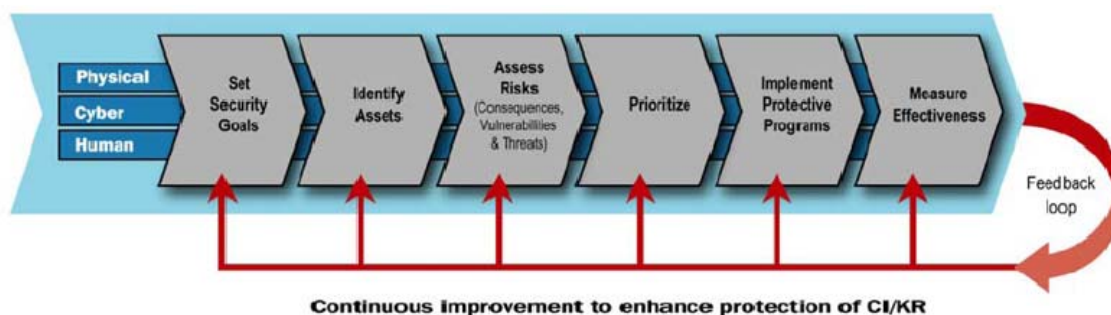 Physical
Cyber
Human
Set
Security
Goals
Identify
Assets
Assess
Risks
(Consequences,
Vulnerabilities
& Threats)
Prioritize
Implement
Protective
Programs
Measure
Effectiveness
Feedback
loop
Continuous improvement to enhance protection of CI/KR